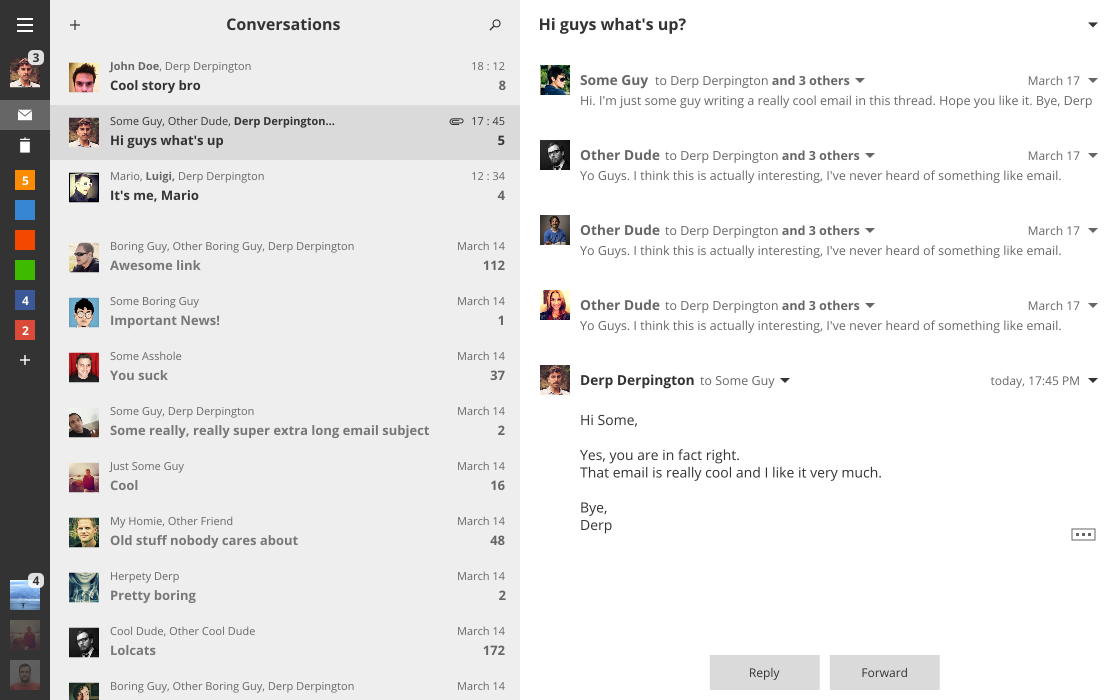 3
5
4
2
4
Conversations
John Doe, Derp Derpington 18 : 12
Cool story bro 8
Some Guy, Other Dude, Derp Derpington... 17 : 45
Hi guys what's up 5
Mario, Luigi, Derp Derpington 12 : 34
It's me, Mario 4
Boring Guy, Other Boring Guy, Derp Derpington March 14
Awesome link 112
Some Boring Guy March 14
Important News! 1
Some Asshole March 14
You suck 37
Some Guy, Derp Derpington March 14
Some really, really super extra long email subject 2
Just Some Guy March 14
Cool 16
My Homie, Other Friend March 14
Old stuff nobody cares about 48
Herpety Derp March 14
Pretty boring 2
Cool Dude, Other Cool Dude March 14
Lolcats 172
Boring Guy, Other Boring Guy, Derp Derpington March 14
Hi guys what's up?
Some Guy to Derp Derpington and 3 others March 17
Hi. I'm just some guy writing a really cool email in this thread. Hope you like it. Bye, Derp
Other Dude to Derp Derpington and 3 others March 17
Yo Guys. I think this is actually interesting, I've never heard of something like email.
Other Dude to Derp Derpington and 3 others March 17
Yo Guys. I think this is actually interesting, I've never heard of something like email.
Other Dude to Derp Derpington and 3 others March 17
Yo Guys. I think this is actually interesting, I've never heard of something like email.
Derp Derpington to Some Guy today, 17:45 PM
Hi Some,
Yes, you are in fact right.
That email is really cool and I like it very much.
Bye,
Derp
Reply Forward